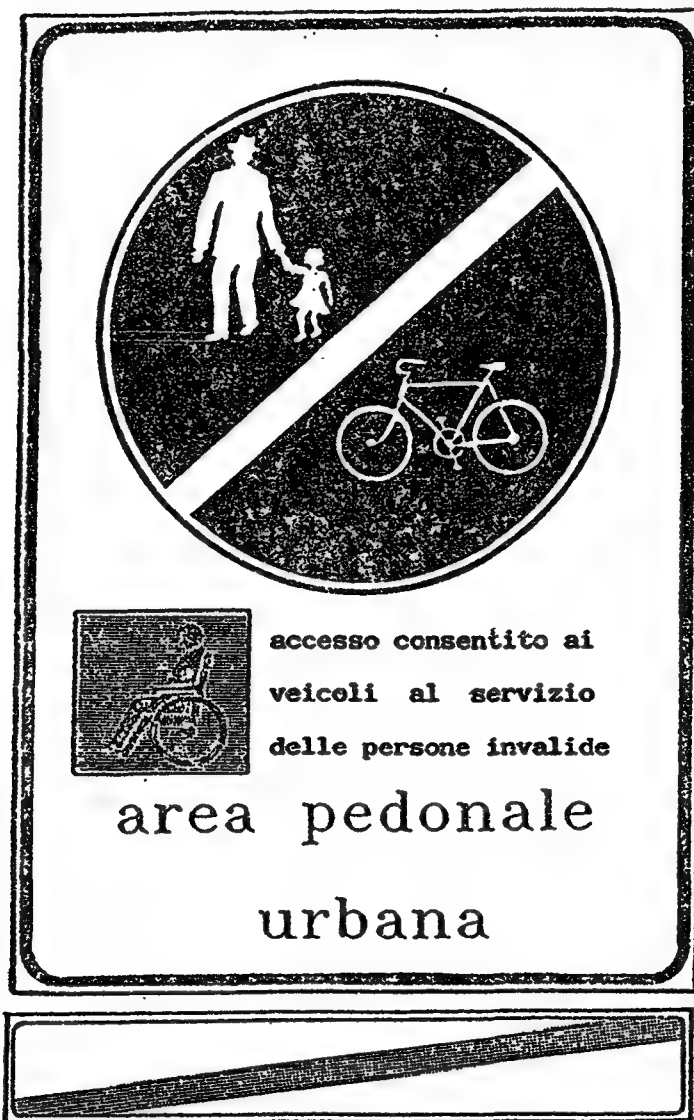 accesso consentito ai
veicoli al servizio
delle persone invalide
area pedonale
urbana